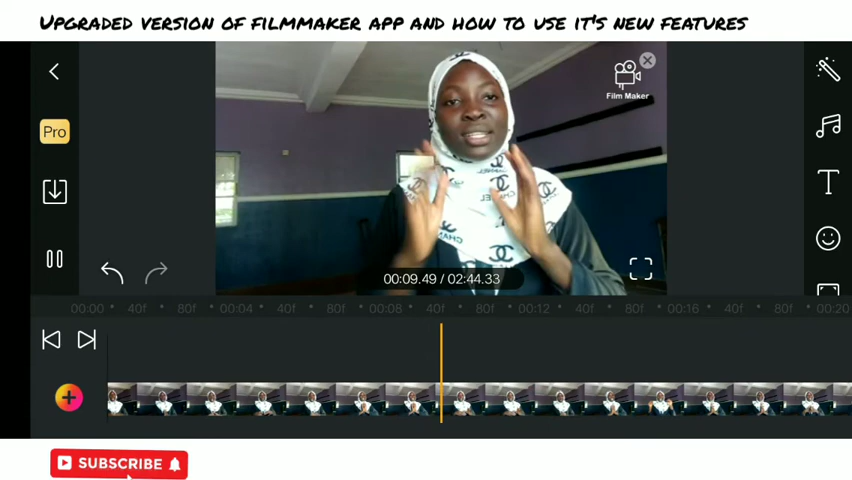 Upgraded version of filmmaker app and how to use it's new features
Film Maker
Pro
T
00:09.49 / 02:44.33
00:00 40f 80f 00:04 40f 80f 00:08 40f 80f 00:12 40f 80f 00:16 40f 80f 00:20
SUBSCRIBE